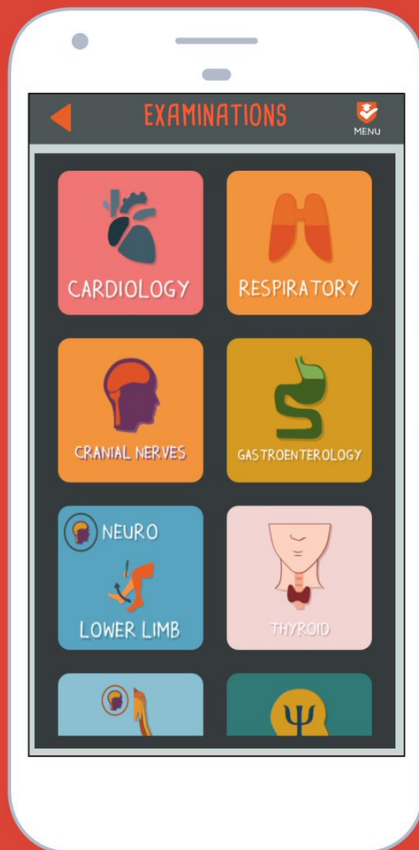 EXAMINATIONS
MENU
CARDIOLOGY
RESPIRATORY
CRANIAL NERVES
GASTROENTEROLOGY
NEURO
LOWER LIMB
THYROID
Ψ